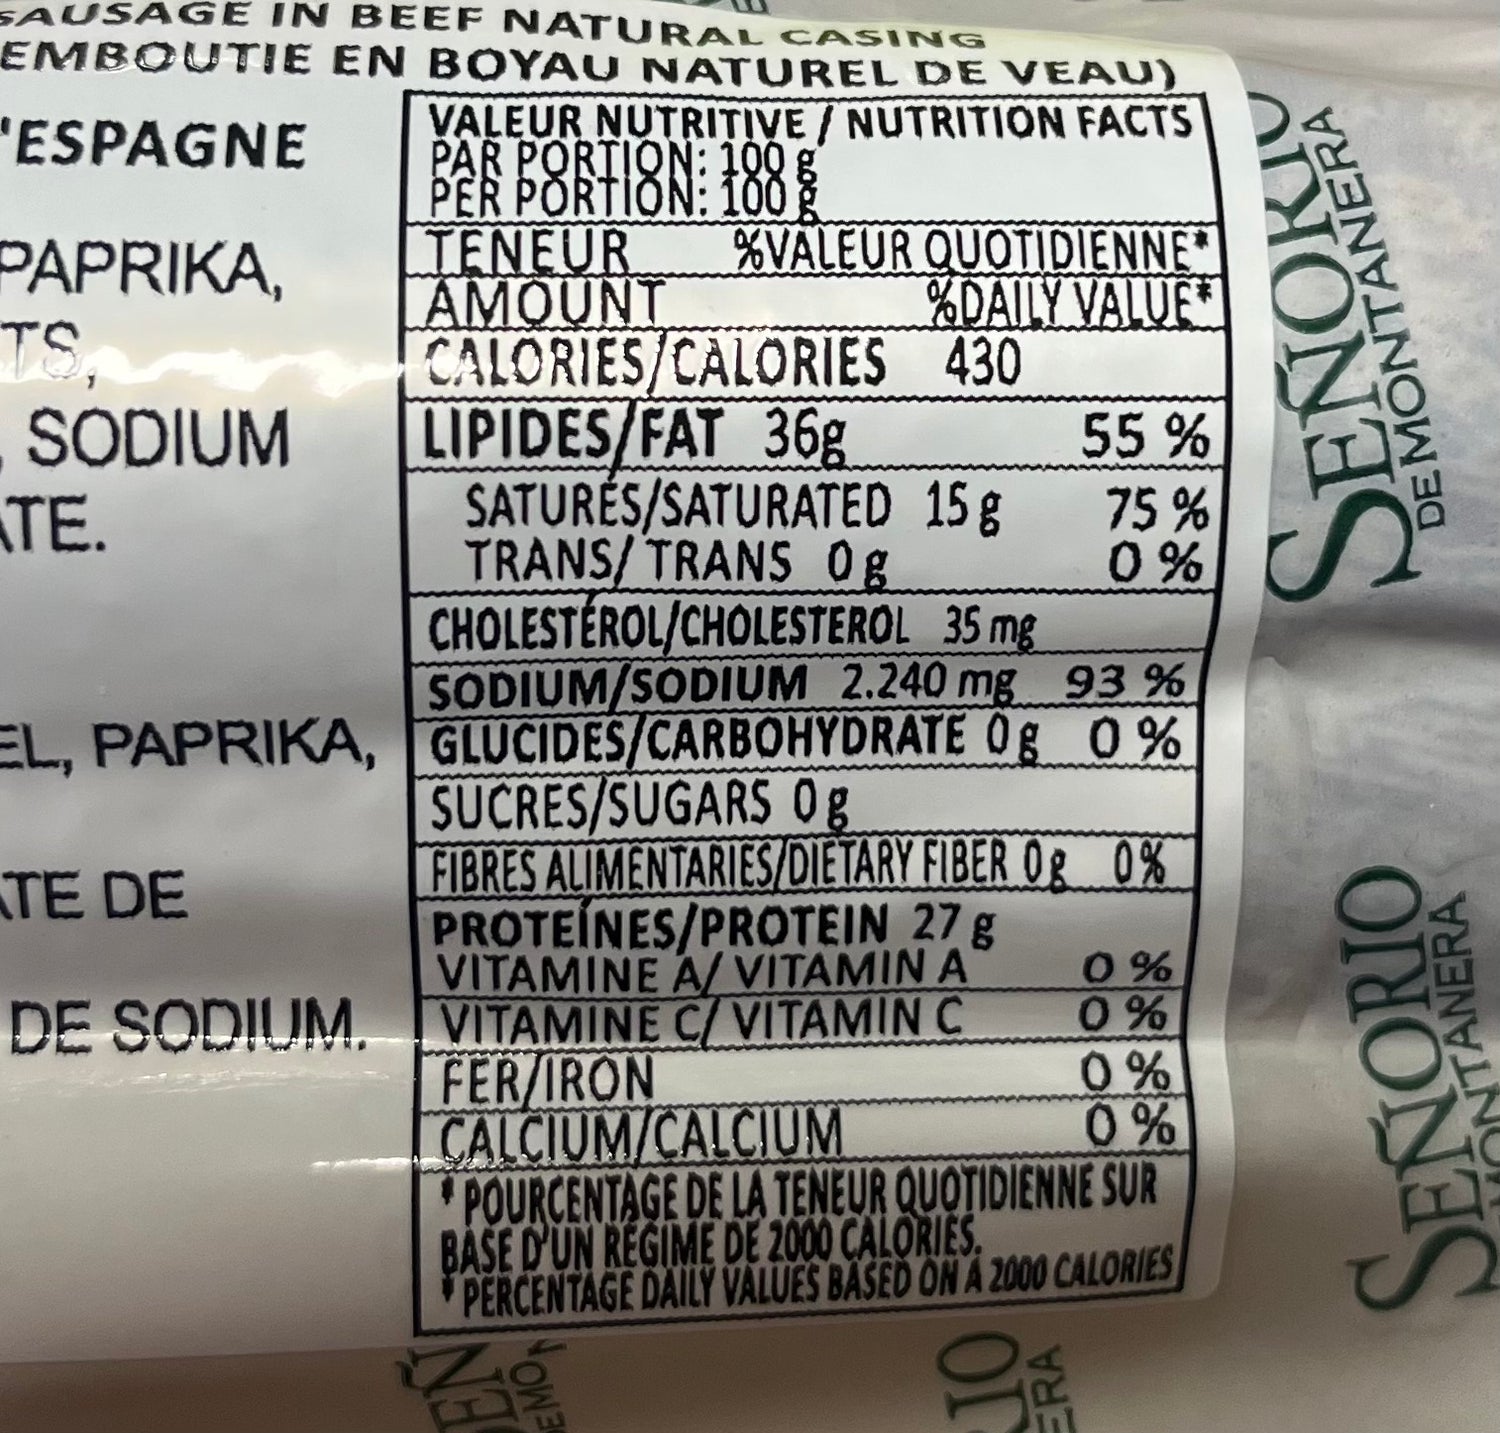 SAUSAGE IN BEEF NATURAL CASING
EMBOUTIE EN BOYAU NATUREL DE VEAU)
'ESPAGNE
PAPRIKA,
TS,
, SODIUM
ATE.
EL, PAPRIKA,
ATE DE
DE SODIUM.
VALEUR NUTRITIVE / NUTRITION FACTS
PAR PORTION: 100 g
PER PORTION: 100 g
TENEUR %VALEUR QUOTIDIENNE*
AMOUNT %DAILY VALUE*
CALORIES/CALORIES 430
LIPIDES/FAT 36g 55 %
SATURÉS/SATURATED 15 g 75 %
TRANS/ TRANS 0 g 0 %
CHOLESTÉROL/CHOLESTEROL 35 mg
SODIUM/SODIUM 2.240 mg 93 %
GLUCIDES/CARBOHYDRATE 0 g 0 %
SUCRES/SUGARS 0 g
FIBRES ALIMENTARIES/DIETARY FIBER 0 g 0 %
PROTEÍNES/PROTEIN 27 g
VITAMINE A/ VITAMIN A 0 %
VITAMINE C/ VITAMIN C 0 %
FER/IRON 0 %
CALCIUM/CALCIUM 0 %
* POURCENTAGE DE LA TENEUR QUOTIDIENNE SUR
BASE D'UN RÉGIME DE 2000 CALORIES.
* PERCENTAGE DAILY VALUES BASED ON A 2000 CALORIES
SEÑORIO
DE MONTANERA
SEÑORIO
MONTANERA
EÑ
DEMO
RIO
ERA